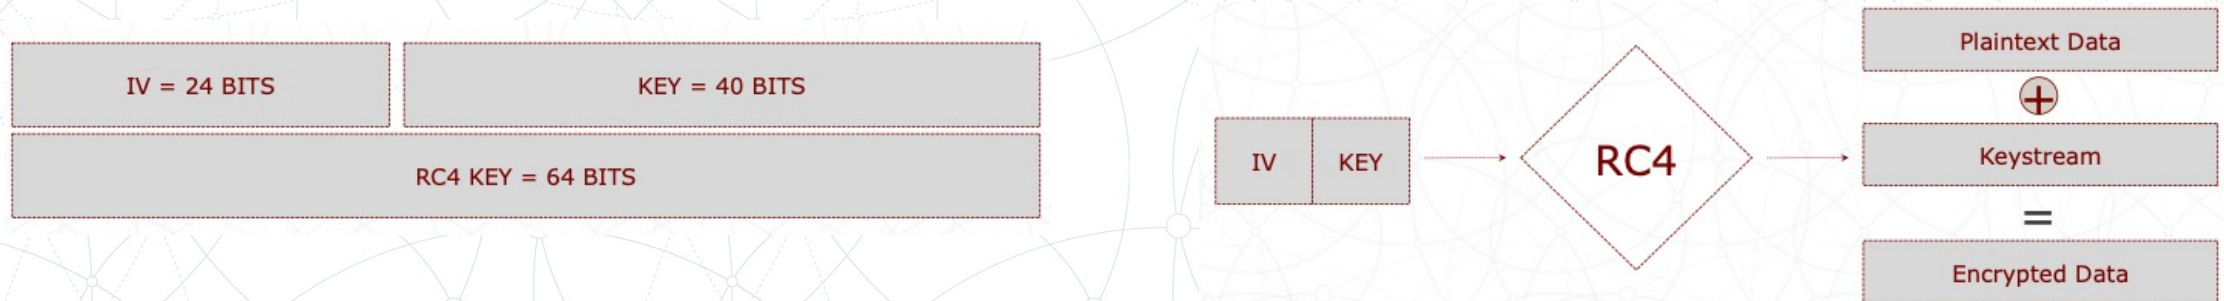 IV = 24 BITS
KEY = 40 BITS
RC4 KEY = 64 BITS
IV
KEY
RC4
Plaintext Data
+
Keystream
=
Encrypted Data